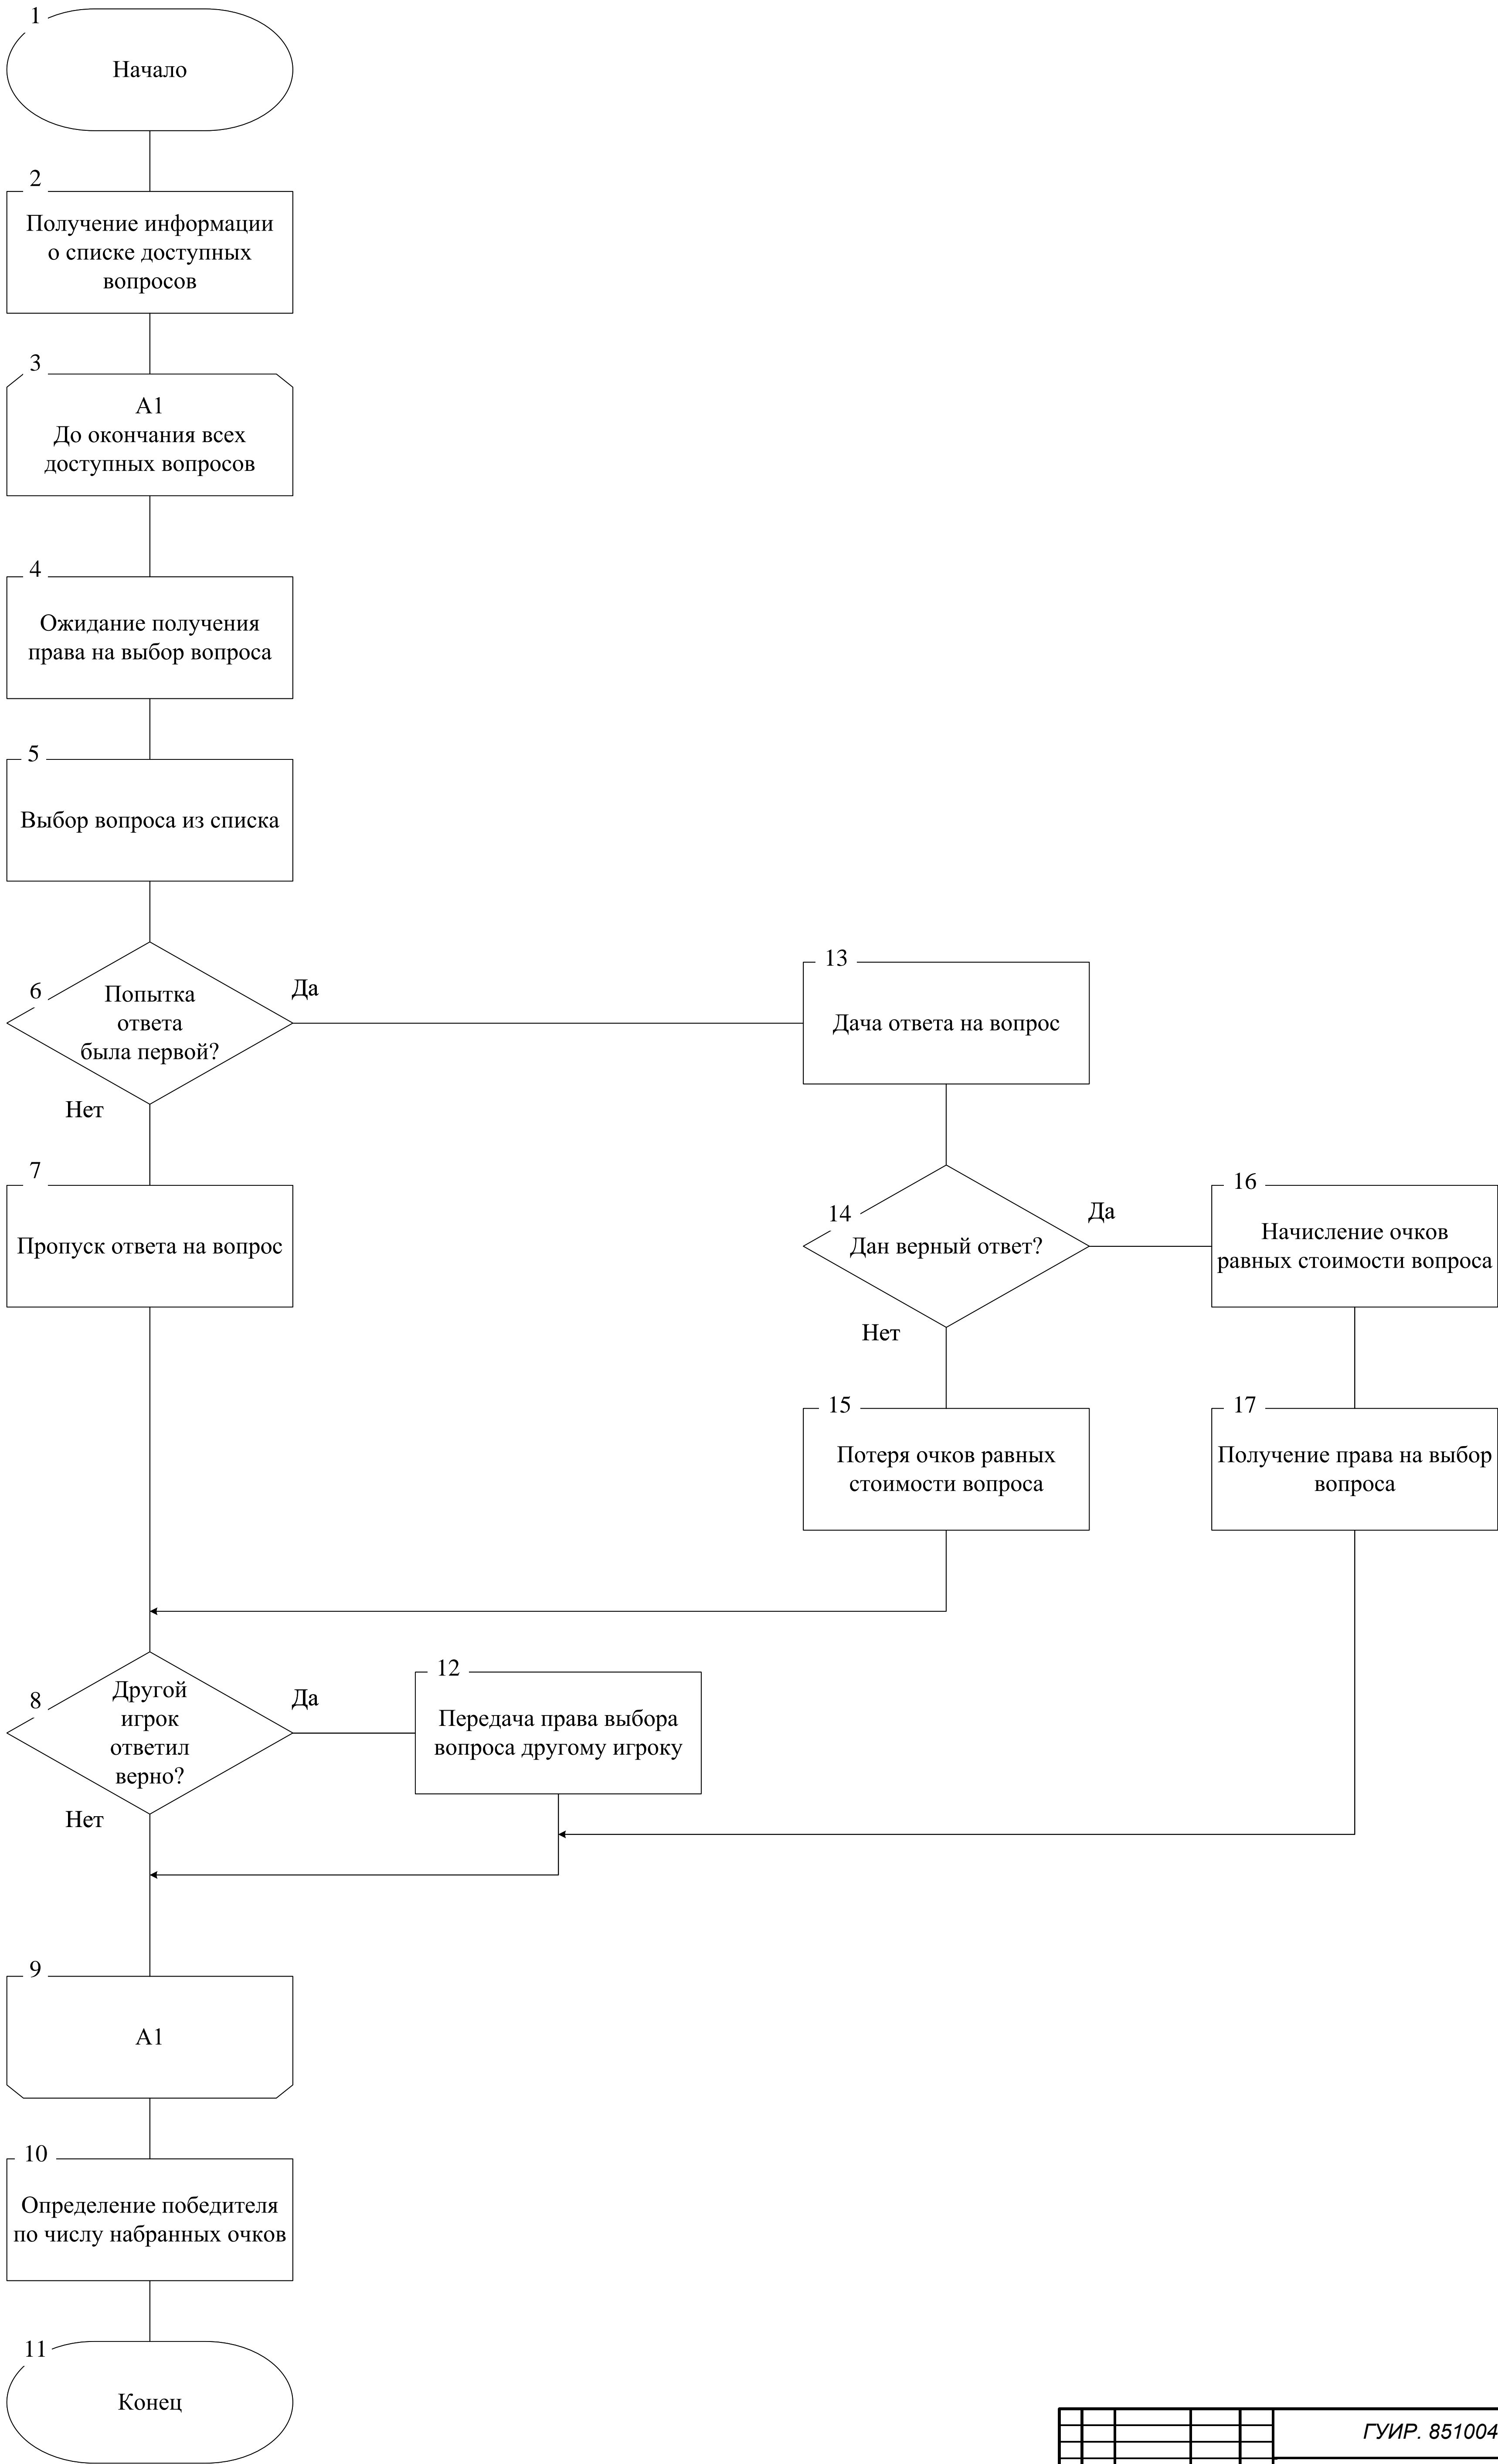 1
Начало
2
Получение информации
о списке доступных
вопросов
3
А1
До окончания всех
доступных вопросов
4
Ожидание получения
права на выбор вопроса
5
Выбор вопроса из списка
6
Попытка
ответа
была первой?
Да
Нет
13
Дача ответа на вопрос
7
Пропуск ответа на вопрос
14
Дан верный ответ?
Да
Нет
16
Начисление очков
равных стоимости вопроса
15
Потеря очков равных
стоимости вопроса
17
Получение права на выбор
вопроса
8
Другой
игрок
ответил
верно?
Да
Нет
12
Передача права выбора
вопроса другому игроку
9
А1
10
Определение победителя
по числу набранных очков
11
Конец
ГУИР. 851004